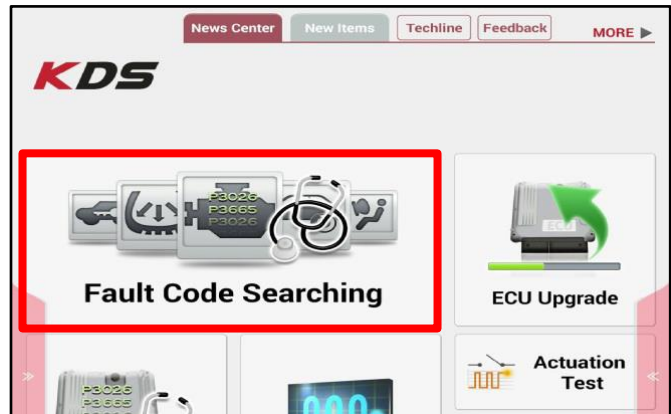 News Center
New Items
Techline
Feedback
MORE
KDS
P3026
P3665
P3026
ECU
Fault Code Searching
ECU Upgrade
P3026
P3665
000
Actuation
Test